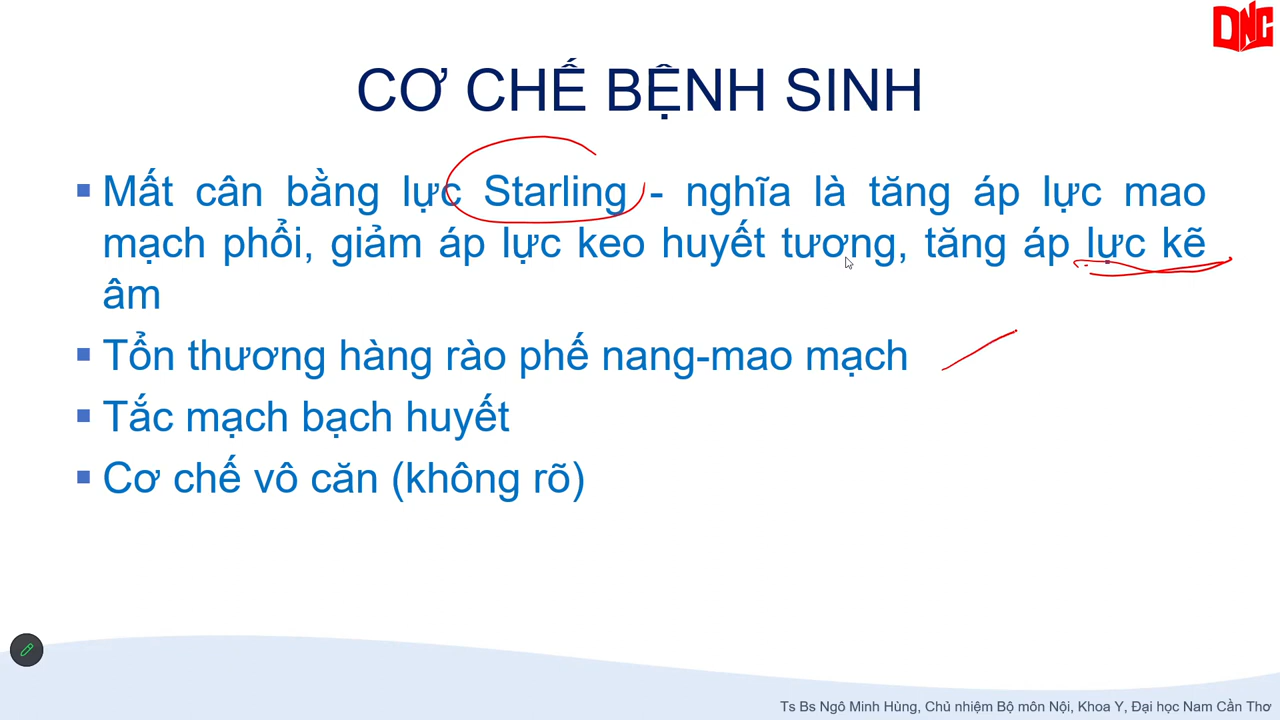 DNC
CƠ CHẾ BỆNH SINH
Mất cân bằng lực Starling - nghĩa là tăng áp lực mao
mạch phổi, giảm áp lực keo huyết tương, tăng áp lực kẽ
âm
Tổn thương hàng rào phế nang-mao mạch
Tắc mạch bạch huyết
Cơ chế vô căn (không rõ)
Ts Bs Ngô Minh Hùng, Chủ nhiệm Bộ môn Nội, Khoa Y, Đại học Nam Cần Thơ